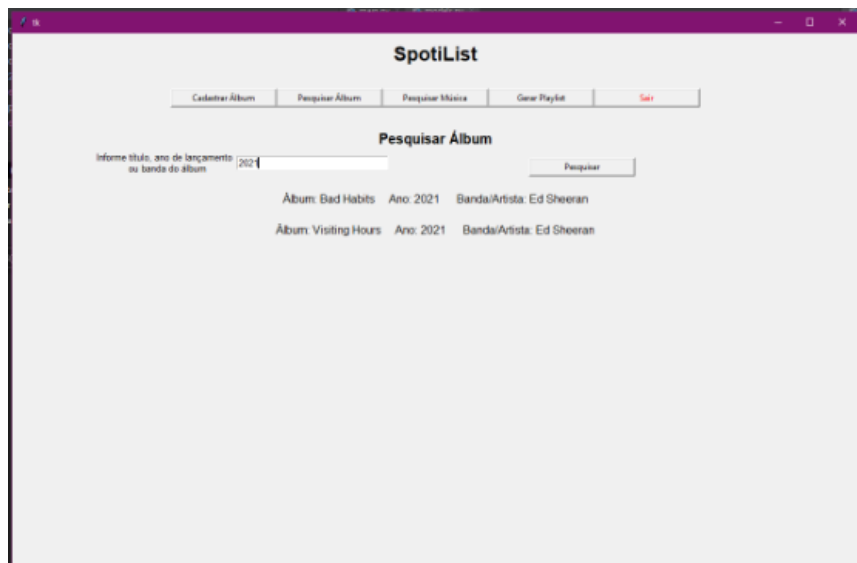 tk
SpotiList
Cadastrar Álbum Pesquisar Álbum Pesquisar Música Gerar Playlist Sair
Pesquisar Álbum
Informe título, ano de lançamento
ou banda do álbum
2021
Pesquisar
Álbum: Bad Habits Ano: 2021 Banda/Artista: Ed Sheeran
Álbum: Visiting Hours Ano: 2021 Banda/Artista: Ed Sheeran